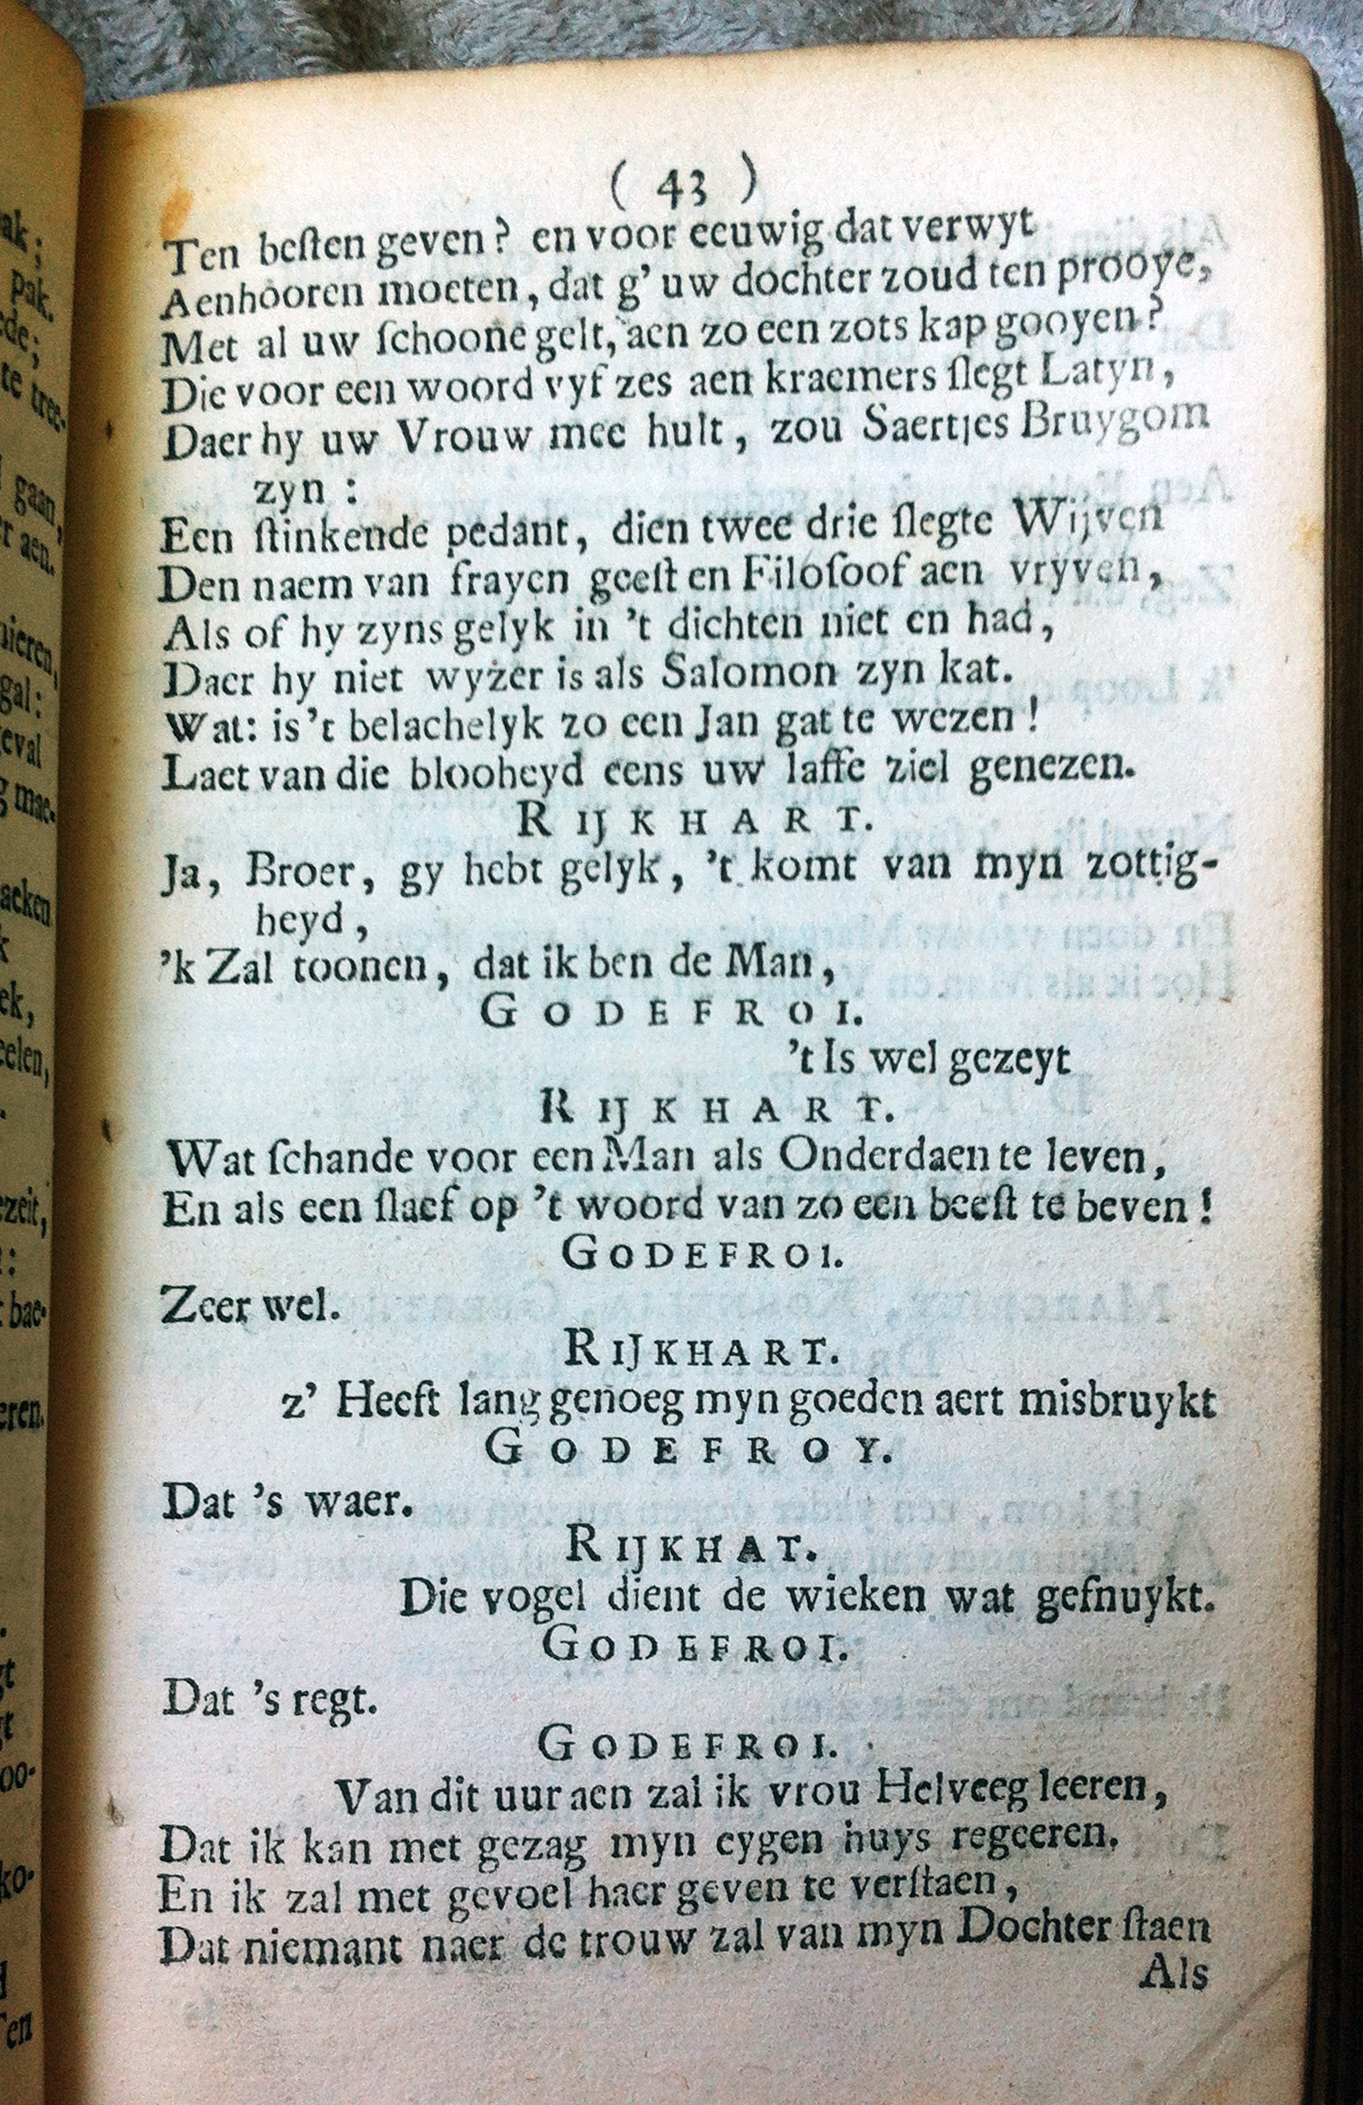 ( 43 )
Ten beſten geven? en voor eeuwig dat verwyt
Aenhooren moeten, dat g' uw dochter zoud ten prooye,
Met al uw ſchoone gelt, aen zo een zots kap gooyen?
Die voor een woord vyf zes aen kraemers ſlegt Latyn,
Daer hy uw Vrouw mee hult, zou Saertjes Bruygom
zyn :
Een ſtinkende pedant, dien twee drie ſlegte Wijven
Den naem van frayen geeſt en Filoſoof aen vryven,
Als of hy zyns gelyk in 't dichten niet en had,
Daer hy niet wyzer is als Salomon zyn kat.
Wat: is 't belachelyk zo een Jan gat te wezen!
Laet van die blooheyd eens uw laffe ziel genezen.
RIJKHART.
Ja, Broer, gy hebt gelyk, 't komt van myn zottig-
heyd,
'k Zal toonen, dat ik ben de Man,
GODEFROI.
't Is wel gezeyt
RIJKHART.
Wat ſchande voor een Man als Onderdaen te leven,
En als een ſlaef op 't woord van zo een beeſt te beven!
GODEFROI.
Zeer wel.
RIJKHART.
z' Heeft lang genoeg myn goeden aert misbruykt
GODEFROY.
Dat 's waer.
RIJKHAT.
Die vogel dient de wieken wat geſnuykt.
GODEFROI.
Dat 's regt.
GODEFROI.
Van dit uur aen zal ik vrou Helveeg leeren,
Dat ik kan met gezag myn eygen huys regeeren.
En ik zal met gevoel haer geven te verſtaen,
Dat niemant naer de trouw zal van myn Dochter ſtaen
Als